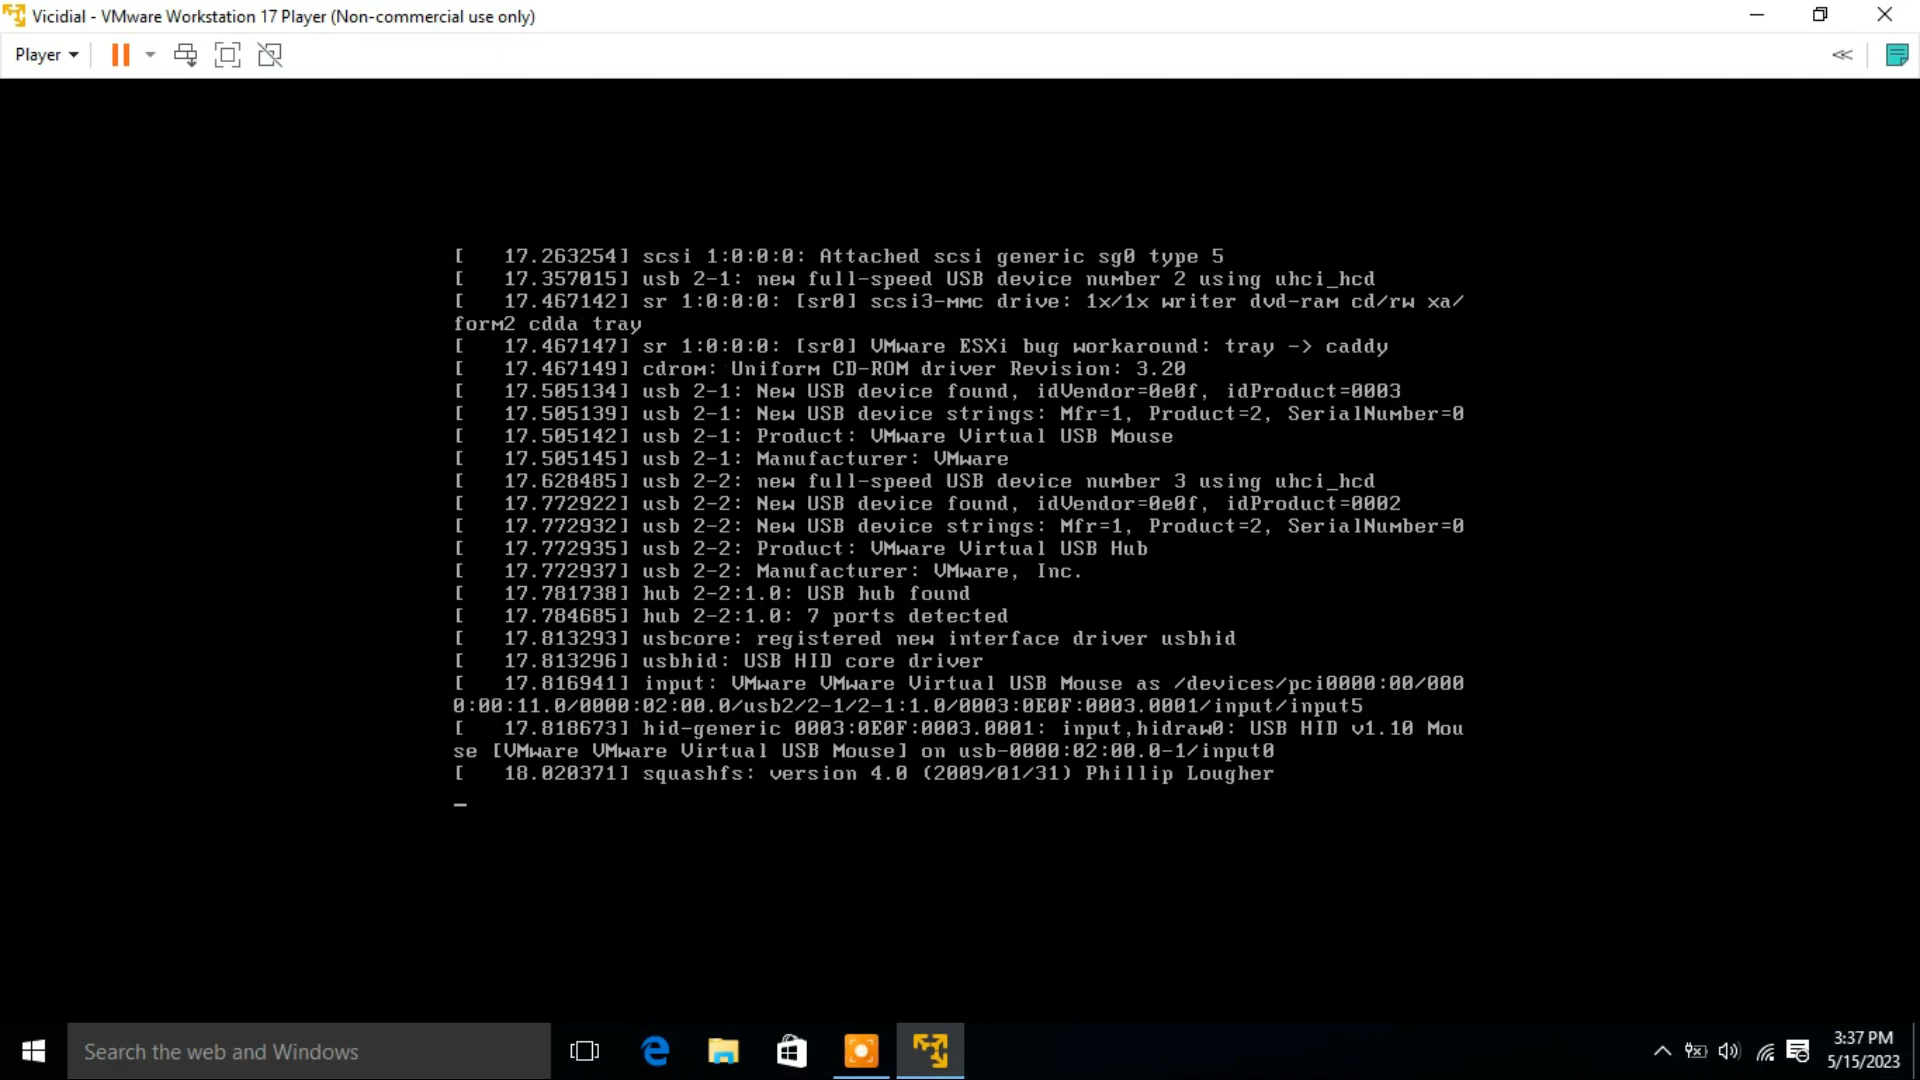 Vicidial - VMware Workstation 17 Player (Non-commercial use only)
Player
[   17.263254] scsi 1:0:0:0: Attached scsi generic sg0 type 5
[   17.357015] usb 2-1: new full-speed USB device number 2 using uhci_hcd
[   17.467142] sr 1:0:0:0: [sr0] scsi3-mmc drive: 1x/1x writer dvd-ram cd/rw xa/
form2 cdda tray
[   17.467147] sr 1:0:0:0: [sr0] VMware ESXi bug workaround: tray -> caddy
[   17.467149] cdrom: Uniform CD-ROM driver Revision: 3.20
[   17.505134] usb 2-1: New USB device found, idVendor=0e0f, idProduct=0003
[   17.505139] usb 2-1: New USB device strings: Mfr=1, Product=2, SerialNumber=0
[   17.505142] usb 2-1: Product: VMware Virtual USB Mouse
[   17.505145] usb 2-1: Manufacturer: VMware
[   17.628485] usb 2-2: new full-speed USB device number 3 using uhci_hcd
[   17.772922] usb 2-2: New USB device found, idVendor=0e0f, idProduct=0002
[   17.772932] usb 2-2: New USB device strings: Mfr=1, Product=2, SerialNumber=0
[   17.772935] usb 2-2: Product: VMware Virtual USB Hub
[   17.772937] usb 2-2: Manufacturer: VMware, Inc.
[   17.781738] hub 2-2:1.0: USB hub found
[   17.784685] hub 2-2:1.0: 7 ports detected
[   17.813293] usbcore: registered new interface driver usbhid
[   17.813296] usbhid: USB HID core driver
[   17.816941] input: VMware VMware Virtual USB Mouse as /devices/pci0000:00/000
0:00:11.0/0000:02:00.0/usb2/2-1/2-1:1.0/0003:0E0F:0003.0001/input/input5
[   17.818673] hid-generic 0003:0E0F:0003.0001: input,hidraw0: USB HID v1.10 Mou
se [VMware VMware Virtual USB Mouse] on usb-0000:02:00.0-1/input0
[   18.020371] squashfs: version 4.0 (2009/01/31) Phillip Lougher
_
Search the web and Windows
3:37 PM
5/15/2023